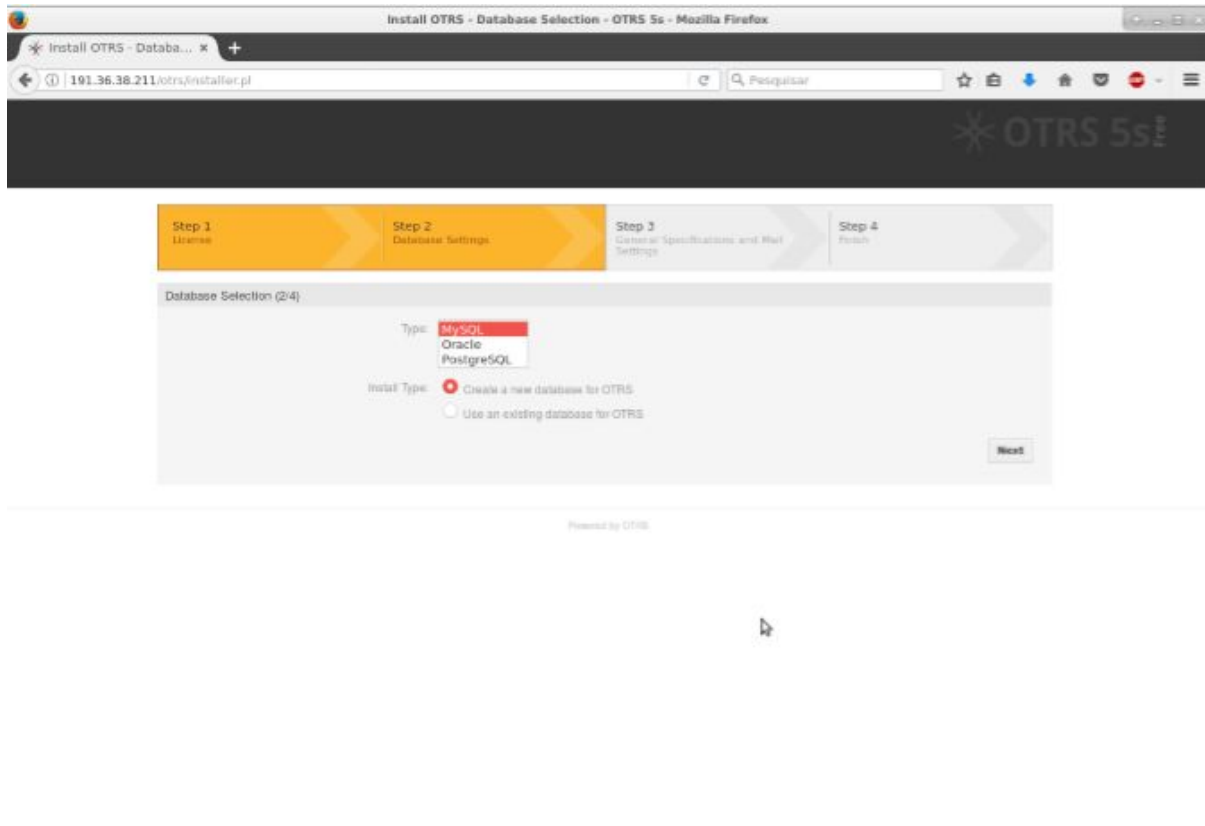 Install OTRS - Database Selection - OTRS 5s - Mozilla Firefox
Install OTRS - Databa...
191.36.38.211/otrs/installer.pl
Pesquisar
OTRS 5s Free
Step 1
License
Step 2
Database Settings
Step 3
General Specifications and Mail
Settings
Step 4
Finish
Database Selection (2/4)
Type:
MySQL
Oracle
PostgreSQL
Install Type:
Create a new database for OTRS
Use an existing database for OTRS
Next
Powered by OTRS